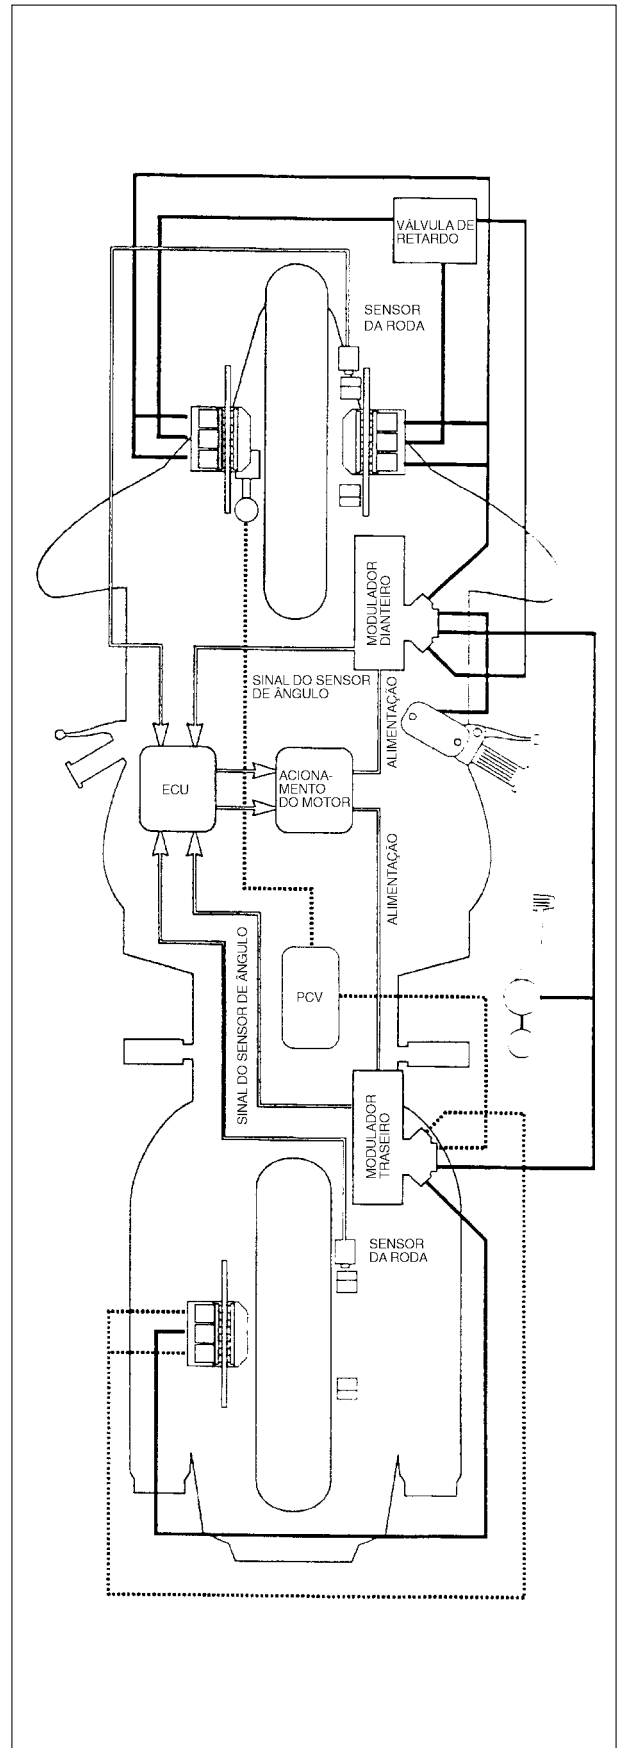 VÁLVULA DE
RETARDO
SENSOR
DA RODA
MODULADOR
DIANTEIRO
SINAL DO SENSOR
DE ÂNGULO
ALIMENTAÇÃO
ECU
ACIONA-
MENTO
DO MOTOR
ALIMENTAÇÃO
SINAL DO SENSOR DE ÂNGULO
PCV
MODULADOR
TRASEIRO
SENSOR
DA RODA